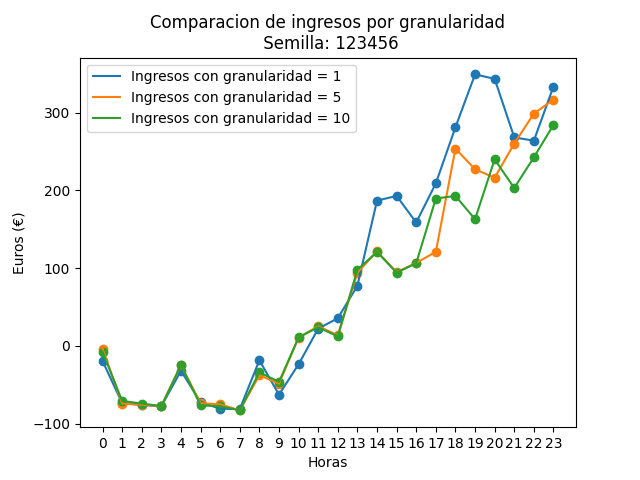 Comparacion de ingresos por granularidad
Semilla: 123456
Ingresos con granularidad = 1
Ingresos con granularidad = 5
Ingresos con granularidad = 10
Euros (€)
300
200
100
0
−100
0 1 2 3 4 5 6 7 8 9 10 11 12 13 14 15 16 17 18 19 20 21 22 23
Horas